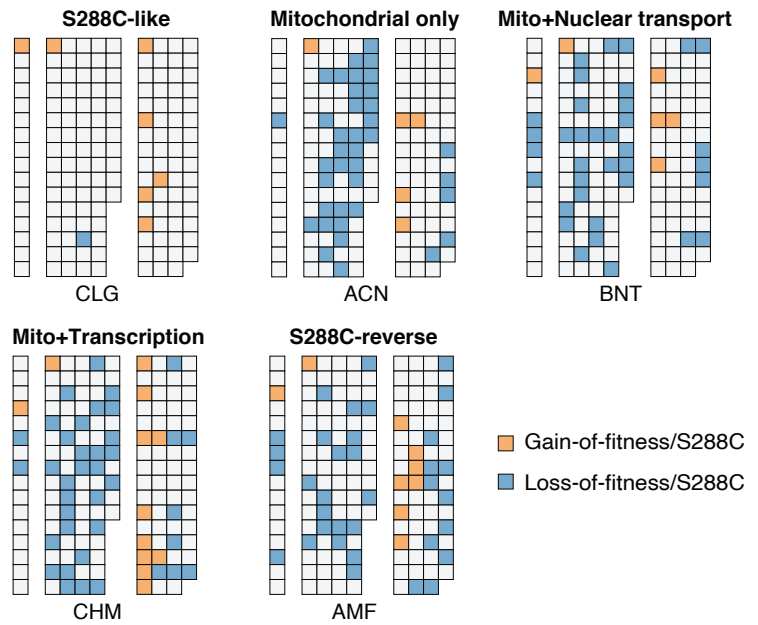 S288C-like
Mitochondrial only
Mito+Nuclear transport
CLG
ACN
BNT
Mito+Transcription
S288C-reverse
Gain-of-fitness/S288C
Loss-of-fitness/S288C
CHM
AMF